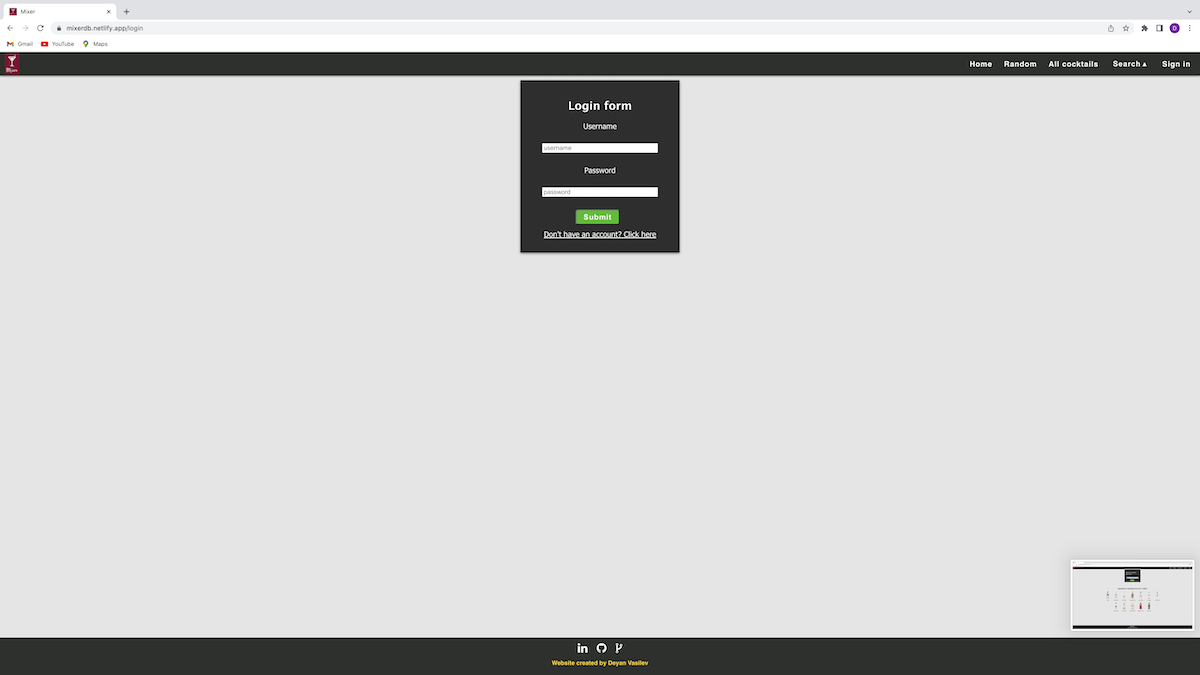 Mixer
mixerdb.netlify.app/login
D
Gmail YouTube Maps
Home Random All cocktails Search▲ Sign in
Login form
Username
username
Password
password
Submit
Don't have an account? Click here
in
Website created by Deyan Vasilev